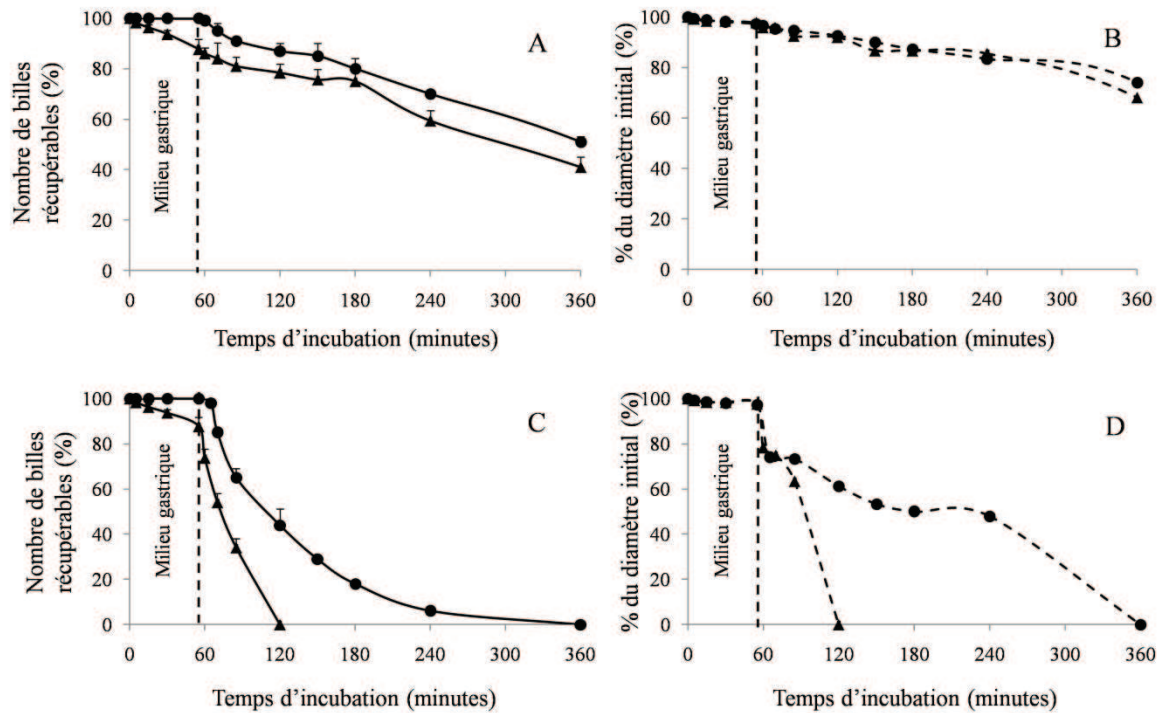 Nombre de billes
récupérables (%)
100
80
60
40
20
0
Milieu gastrique
A
0 60 120 180 240 300 360
Temps d'incubation (minutes)
% du diamètre initial (%)
100
80
60
40
20
0
Milieu gastrique
B
0 60 120 180 240 300 360
Temps d'incubation (minutes)
Nombre de billes
récupérables (%)
100
80
60
40
20
0
Milieu gastrique
C
0 60 120 180 240 300 360
Temps d'incubation (minutes)
% du diamètre initial (%)
100
80
60
40
20
0
Milieu gastrique
D
0 60 120 180 240 300 360
Temps d'incubation (minutes)